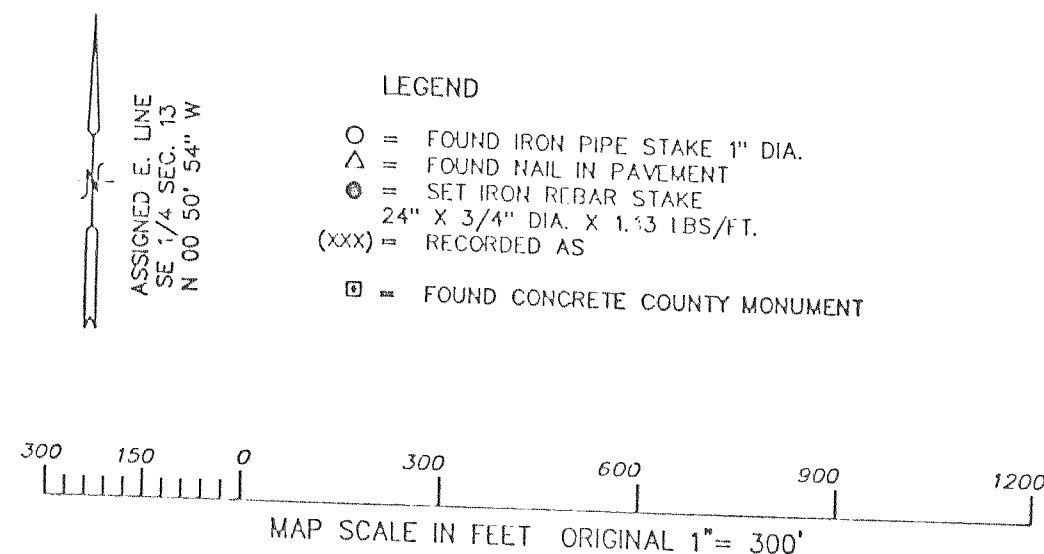 ASSIGNED E. LINE
SE 1/4 SEC. 13
N 00 50' 54" W
N
LEGEND
○ = FOUND IRON PIPE STAKE 1" DIA.
△ = FOUND NAIL IN PAVEMENT
● = SET IRON REBAR STAKE
24" X 3/4" DIA. X 1.13 LBS/FT.
(XXX) = RECORDED AS
⊡ = FOUND CONCRETE COUNTY MONUMENT
300 150 0 300 600 900 1200
MAP SCALE IN FEET ORIGINAL 1"= 300'